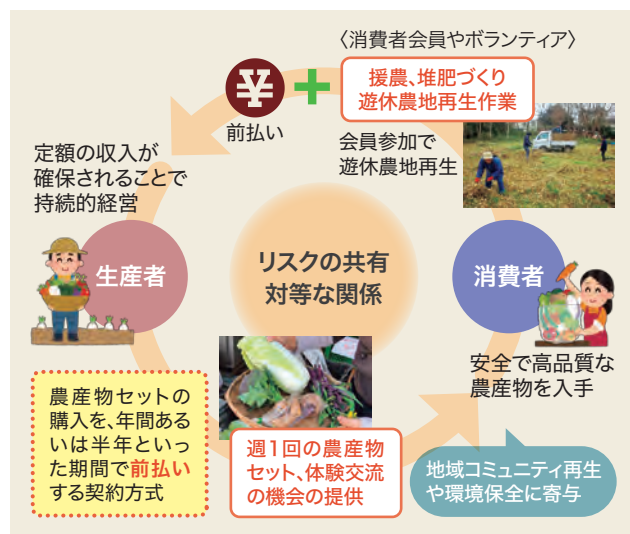 〈消費者会員やボランティア〉
援農、堆肥づくり
遊休農地再生作業
¥
+
前払い
会員参加で
遊休農地再生
定額の収入が
確保されることで
持続的経営
生産者
リスクの共有
対等な関係
消費者
安全で高品質な
農産物を入手
農産物セットの
購入を、年間ある
いは半年といっ
た期間で前払い
する契約方式
週1回の農産物
セット、体験交流
の機会の提供
地域コミュニティ再生
や環境保全に寄与